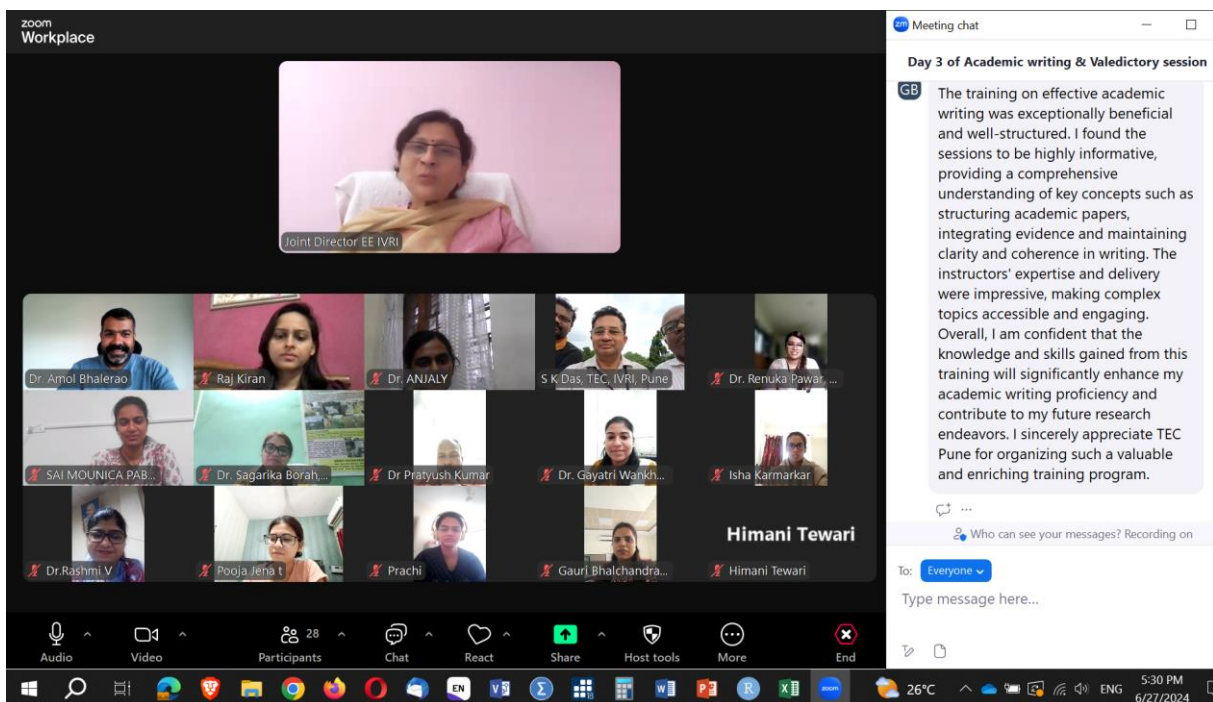 zoom
Workplace
Joint Director EE IVRI
Dr. Amol Bhalerao
Raj Kiran
Dr. ANJALY
S K Das, TEC, IVRI, Pune
Dr. Renuka Pawar, ...
SAI MOUNICA PAB...
Dr. Sagarika Borah,...
Dr Pratyush Kumar
Dr. Gayatri Wankh...
Isha Karmarkar
Dr.Rashmi V
Pooja Jena t
Prachi
Gauri Bhalchandra...
Himani Tewari
Himani Tewari
Audio
Video
28
Participants
Chat
React
Share
Host tools
More
End
zm Meeting chat
Day 3 of Academic writing & Valedictory session
GB
The training on effective academic
writing was exceptionally beneficial
and well-structured. I found the
sessions to be highly informative,
providing a comprehensive
understanding of key concepts such as
structuring academic papers,
integrating evidence and maintaining
clarity and coherence in writing. The
instructors' expertise and delivery
were impressive, making complex
topics accessible and engaging.
Overall, I am confident that the
knowledge and skills gained from this
training will significantly enhance my
academic writing proficiency and
contribute to my future research
endeavors. I sincerely appreciate TEC
Pune for organizing such a valuable
and enriching training program.
Who can see your messages? Recording on
To: Everyone
Type message here...
EN
zoom
26°C
ENG
5:30 PM
6/27/2024